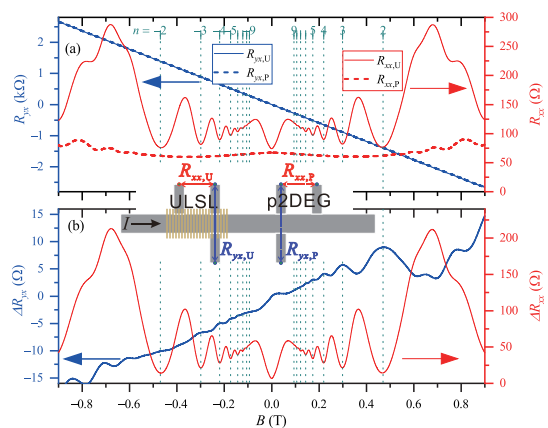 n = −2 −3 −4 −5 −9 9 5 4 3 2
(a)
R_yx,U
R_yx,P
R_xx,U
R_xx,P
R_yx (kΩ)
2
1
0
−1
−2
R_xx (Ω)
300
250
200
150
100
50
0
R_xx,U
R_xx,P
ULSL
p2DEG
I
R_yx,U
R_yx,P
(b)
ΔR_yx (Ω)
15
10
5
0
−5
−10
−15
ΔR_xx (Ω)
250
200
150
100
50
0
−0.8 −0.6 −0.4 −0.2 0.0 0.2 0.4 0.6 0.8
B (T)